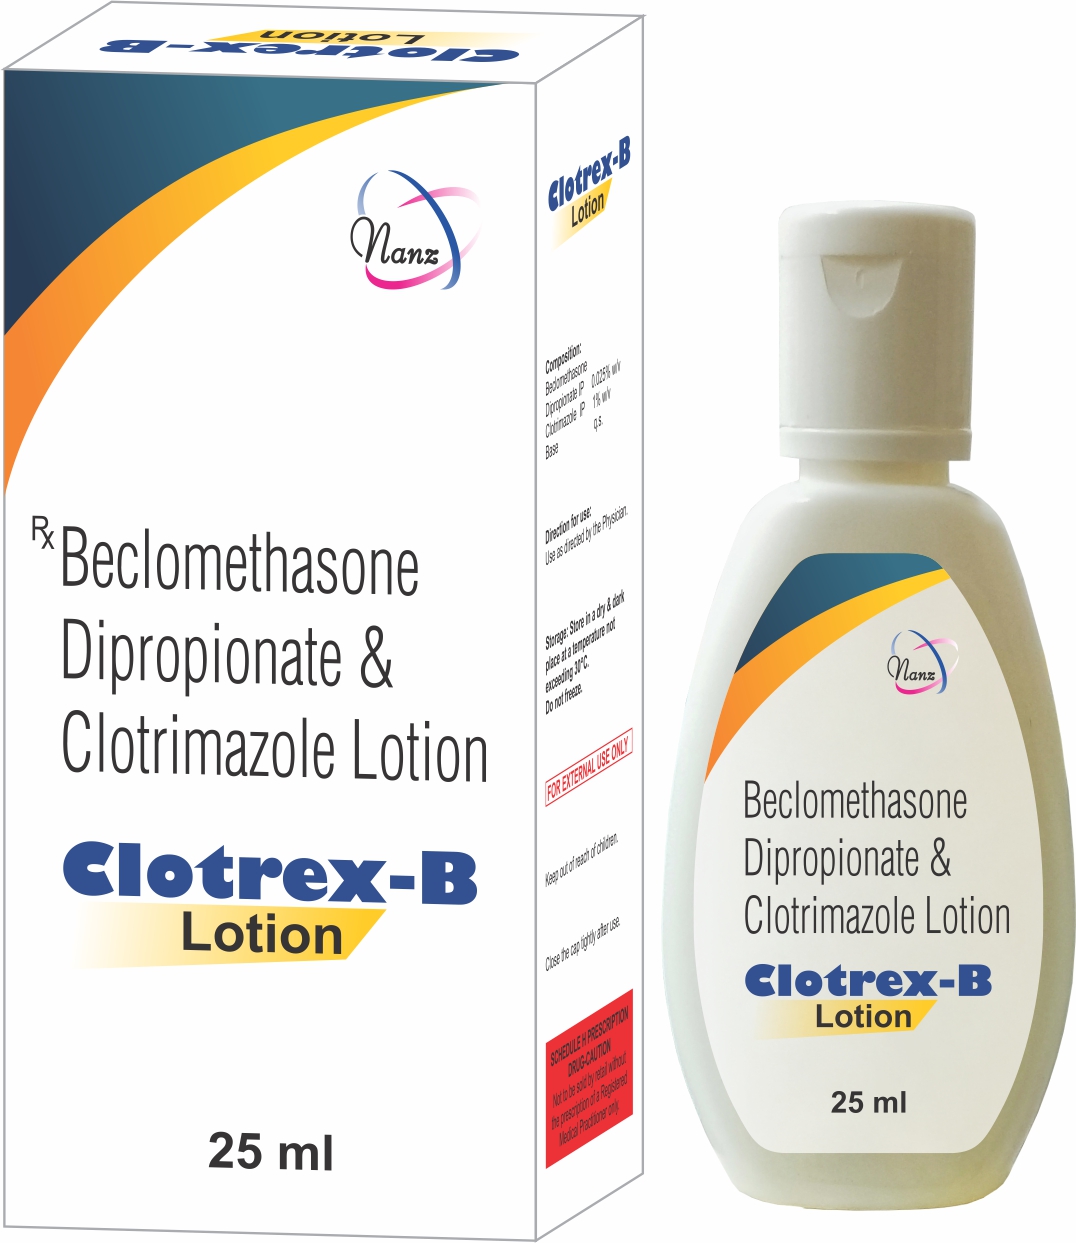 Clotrex-B
Lotion
Nanz
Rx Beclomethasone
Dipropionate &
Clotrimazole Lotion
Clotrex-B
Lotion
25 ml
Clotrex-B
Lotion
Composition:
Beclomethasone
Dipropionate IP 0.025% w/v
Clotrimazole IP 1% w/v
Base q.s.
Direction for use:
Use as directed by the Physician.
Storage: Store in a dry & dark
place at a temperature not
exceeding 30°C.
Do not freeze.
FOR EXTERNAL USE ONLY
Keep out of reach of children.
Close the cap tightly after use.
SCHEDULE H PRESCRIPTION
DRUG-CAUTION
Not to be sold by retail without
the prescription of a Registered
Medical Practitioner only.
Nanz
Beclomethasone
Dipropionate &
Clotrimazole Lotion
Clotrex-B
Lotion
25 ml